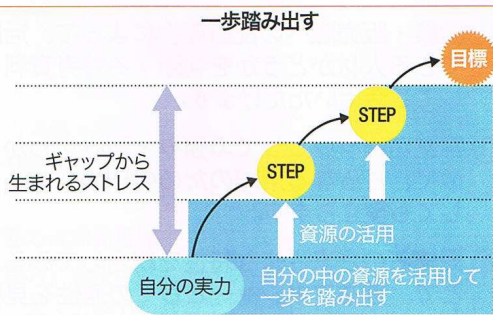 一歩踏み出す
目標
STEP
STEP
ギャップから
生まれるストレス
資源の活用
自分の実力
自分の中の資源を活用して
一歩を踏み出す